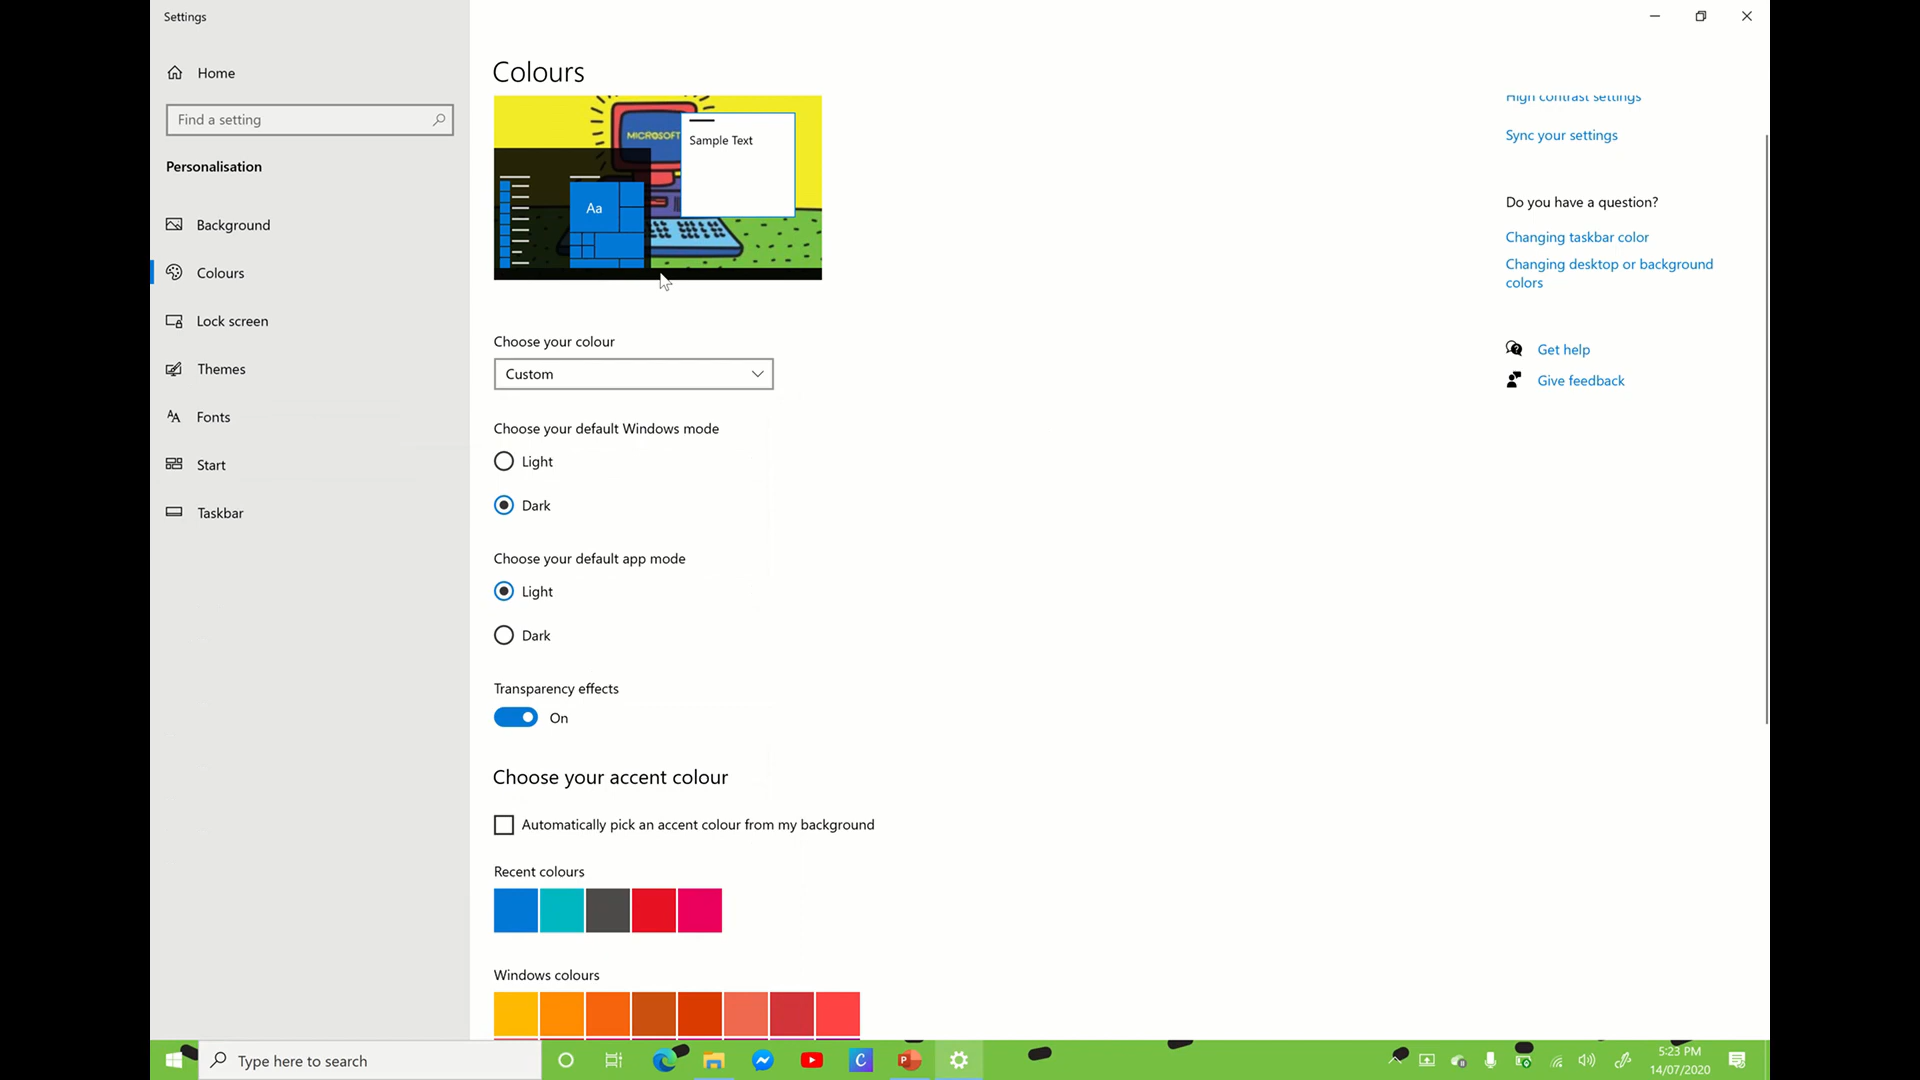 Settings
Home
Find a setting
Personalisation
Background
Colours
Lock screen
Themes
Fonts
Start
Taskbar
Colours
MICROSOFT
Sample Text
Aa
Choose your colour
Custom
Choose your default Windows mode
Light
Dark
Choose your default app mode
Light
Dark
Transparency effects
On
Choose your accent colour
Automatically pick an accent colour from my background
Recent colours
Windows colours
High contrast settings
Sync your settings
Do you have a question?
Changing taskbar color
Changing desktop or background
colors
Get help
Give feedback
Type here to search
5:23 PM
14/07/2020